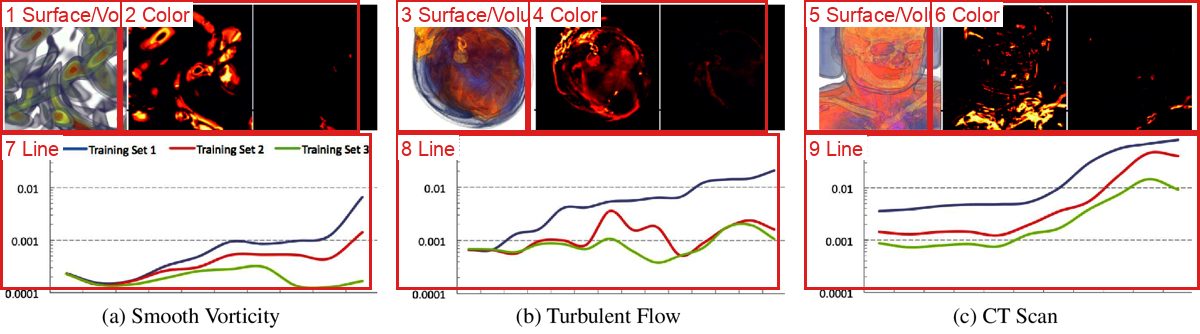 1 Surface/Vo
2 Color
3 Surface/Volu
4 Color
5 Surface/Vol
6 Color
7 Line
Training Set 1
Training Set 2
Training Set 3
8 Line
9 Line
0.01
0.001
0.0001
0.01
0.001
0.0001
0.01
0.001
0.0001
(a) Smooth Vorticity
(b) Turbulent Flow
(c) CT Scan